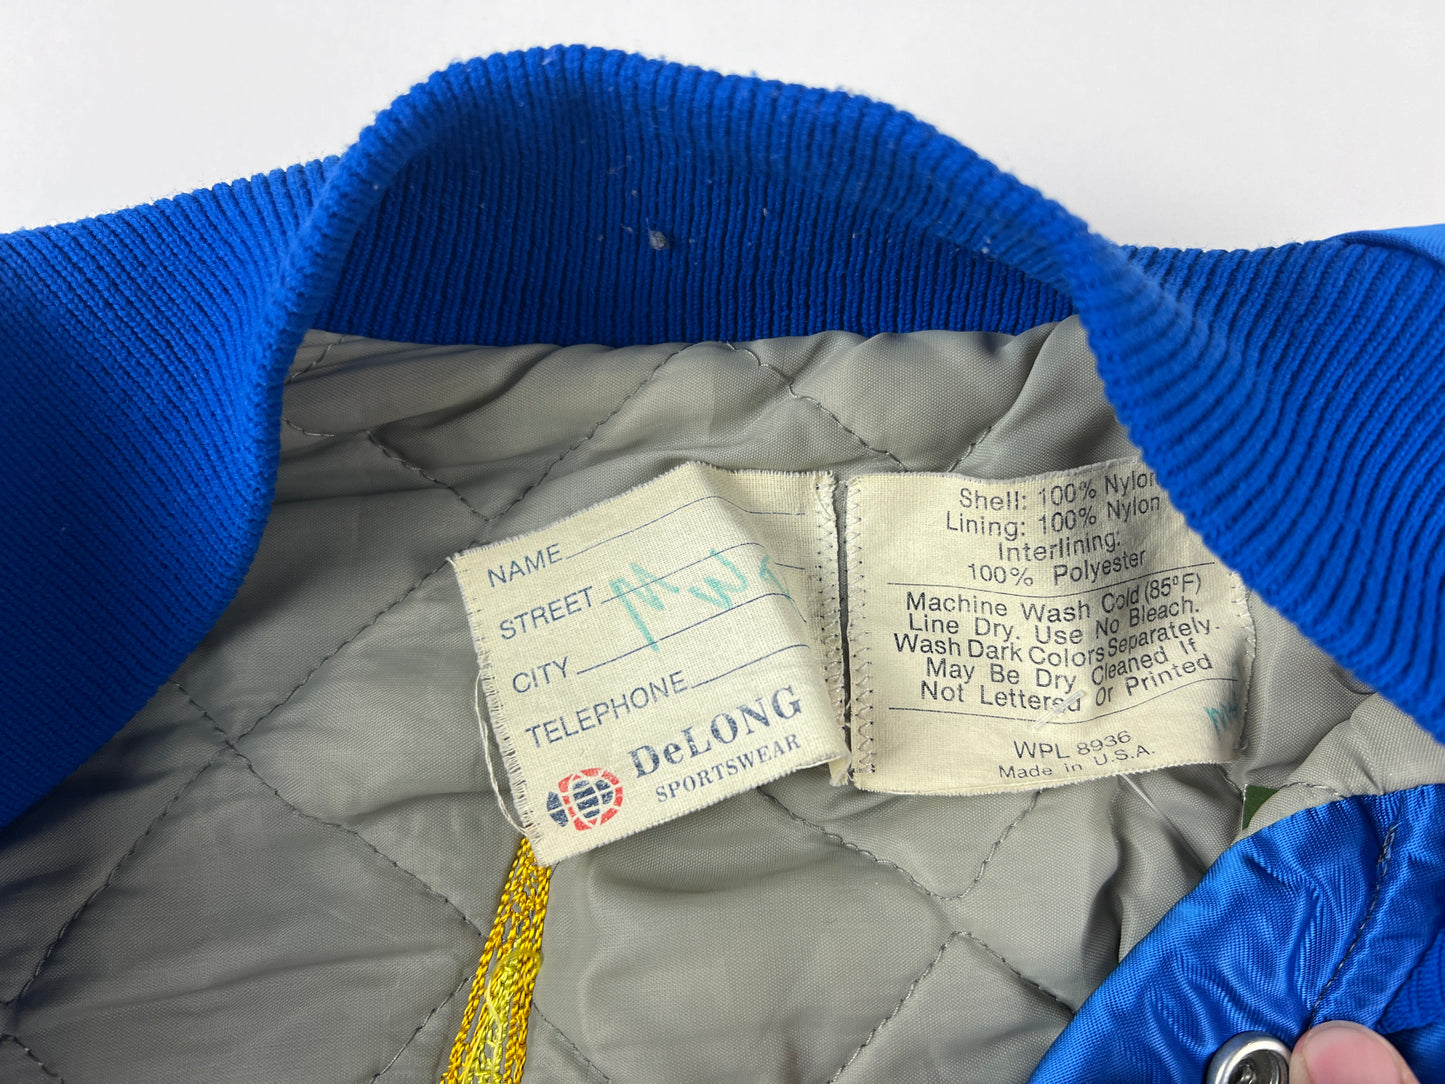 NAME
STREET
CITY
TELEPHONE
DeLONG
SPORTSWEAR
Shell: 100% Nylon
Lining: 100% Nylon
Interlining:
100% Polyester
Machine Wash Cold (85°F)
Line Dry. Use No Bleach.
Wash Dark Colors Separately.
May Be Dry Cleaned If
Not Lettered Or Printed
WPL 8936
Made in U.S.A.